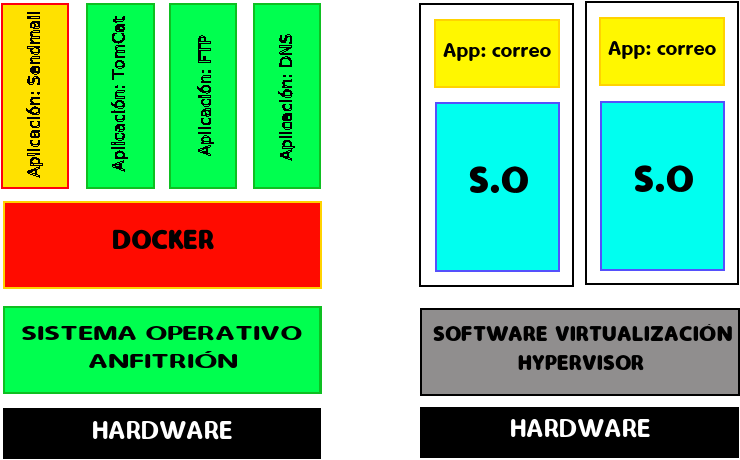 Aplicación: Sendmail
Aplicación: TomCat
Aplicación: FTP
Aplicación: DNS
DOCKER
SISTEMA OPERATIVO
ANFITRIÓN
HARDWARE
App: correo
S.O
App: correo
S.O
SOFTWARE VIRTUALIZACIÓN
HYPERVISOR
HARDWARE